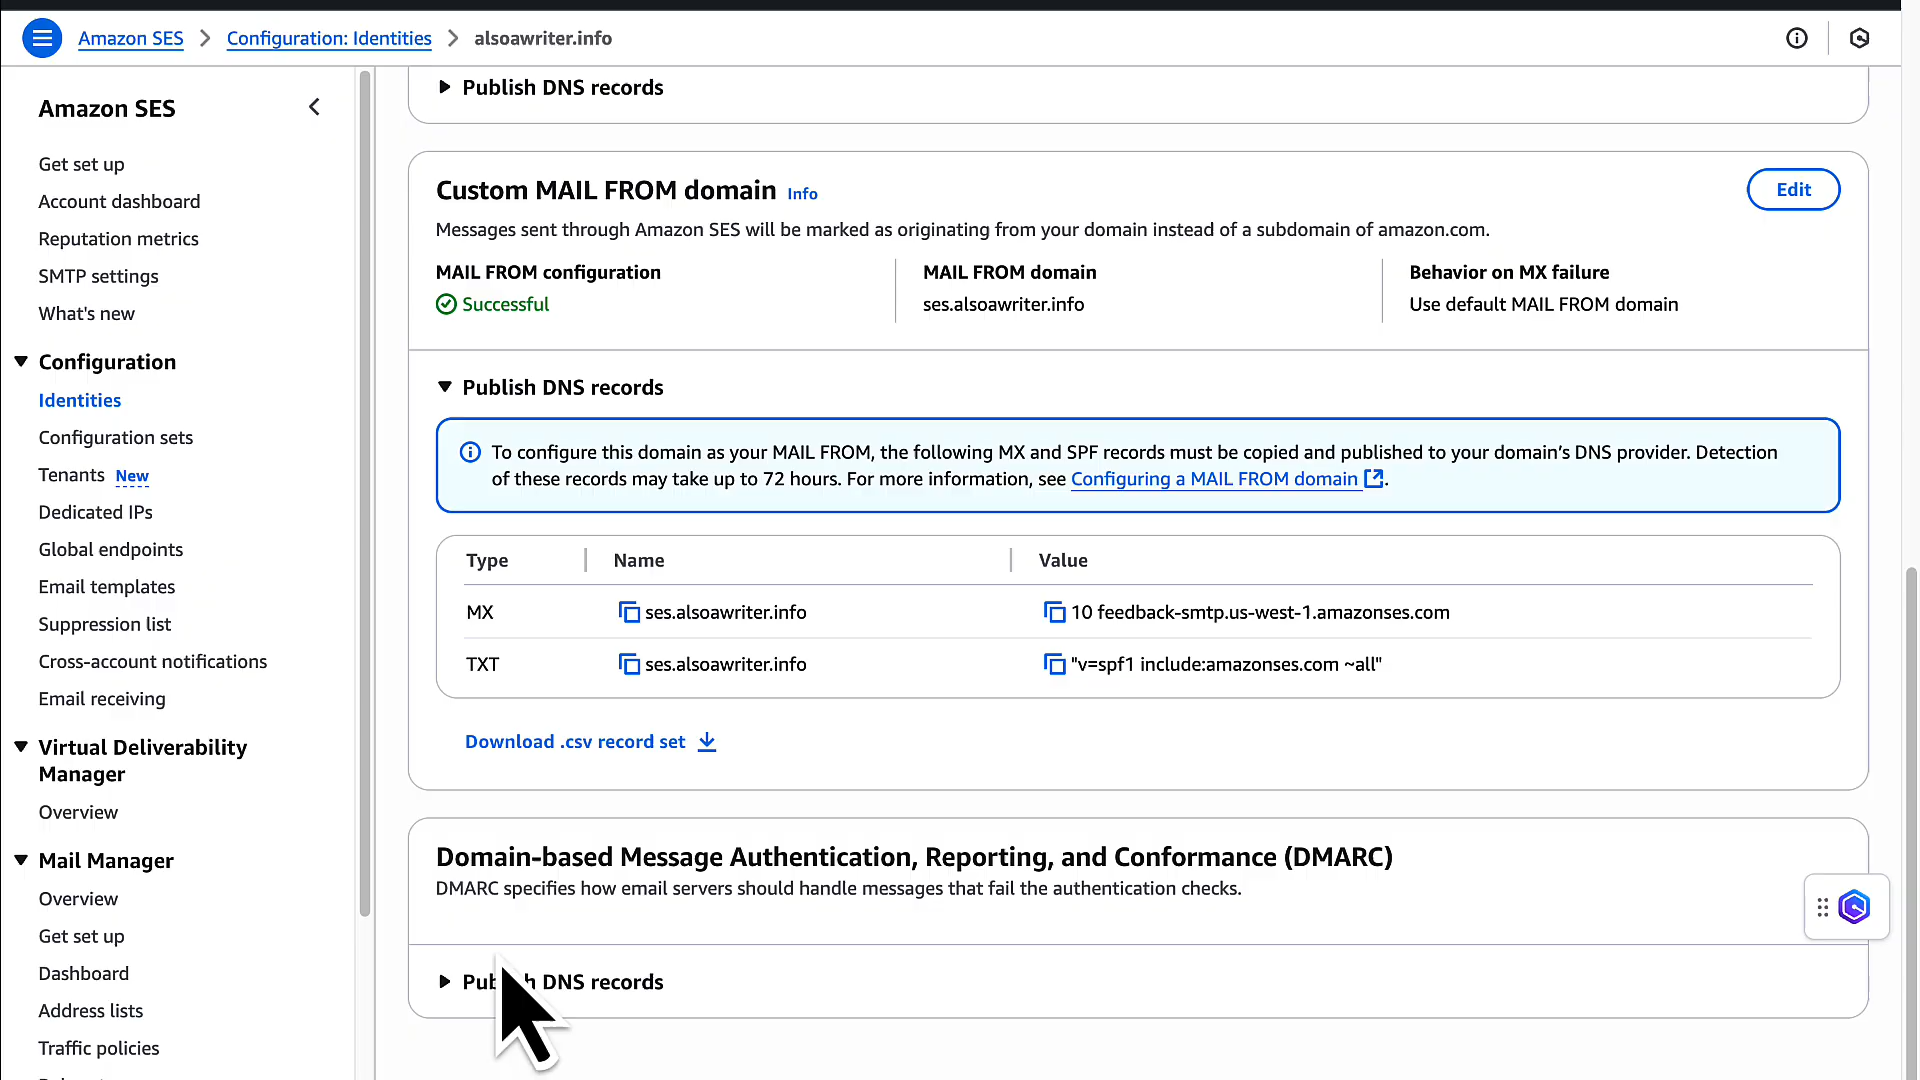 Amazon SES > Configuration: Identities > alsoawriter.info
Amazon SES
Get set up
Account dashboard
Reputation metrics
SMTP settings
What's new
Configuration
Identities
Configuration sets
Tenants New
Dedicated IPs
Global endpoints
Email templates
Suppression list
Cross-account notifications
Email receiving
Virtual Deliverability
Manager
Overview
Mail Manager
Overview
Get set up
Dashboard
Address lists
Traffic policies
Publish DNS records
Custom MAIL FROM domain Info
Edit
Messages sent through Amazon SES will be marked as originating from your domain instead of a subdomain of amazon.com.
MAIL FROM configuration
Successful
MAIL FROM domain
ses.alsoawriter.info
Behavior on MX failure
Use default MAIL FROM domain
Publish DNS records
To configure this domain as your MAIL FROM, the following MX and SPF records must be copied and published to your domain’s DNS provider. Detection
of these records may take up to 72 hours. For more information, see Configuring a MAIL FROM domain.
Type Name Value
MX ses.alsoawriter.info 10 feedback-smtp.us-west-1.amazonses.com
TXT ses.alsoawriter.info "v=spf1 include:amazonses.com ~all"
Download .csv record set
Domain-based Message Authentication, Reporting, and Conformance (DMARC)
DMARC specifies how email servers should handle messages that fail the authentication checks.
Publish DNS records